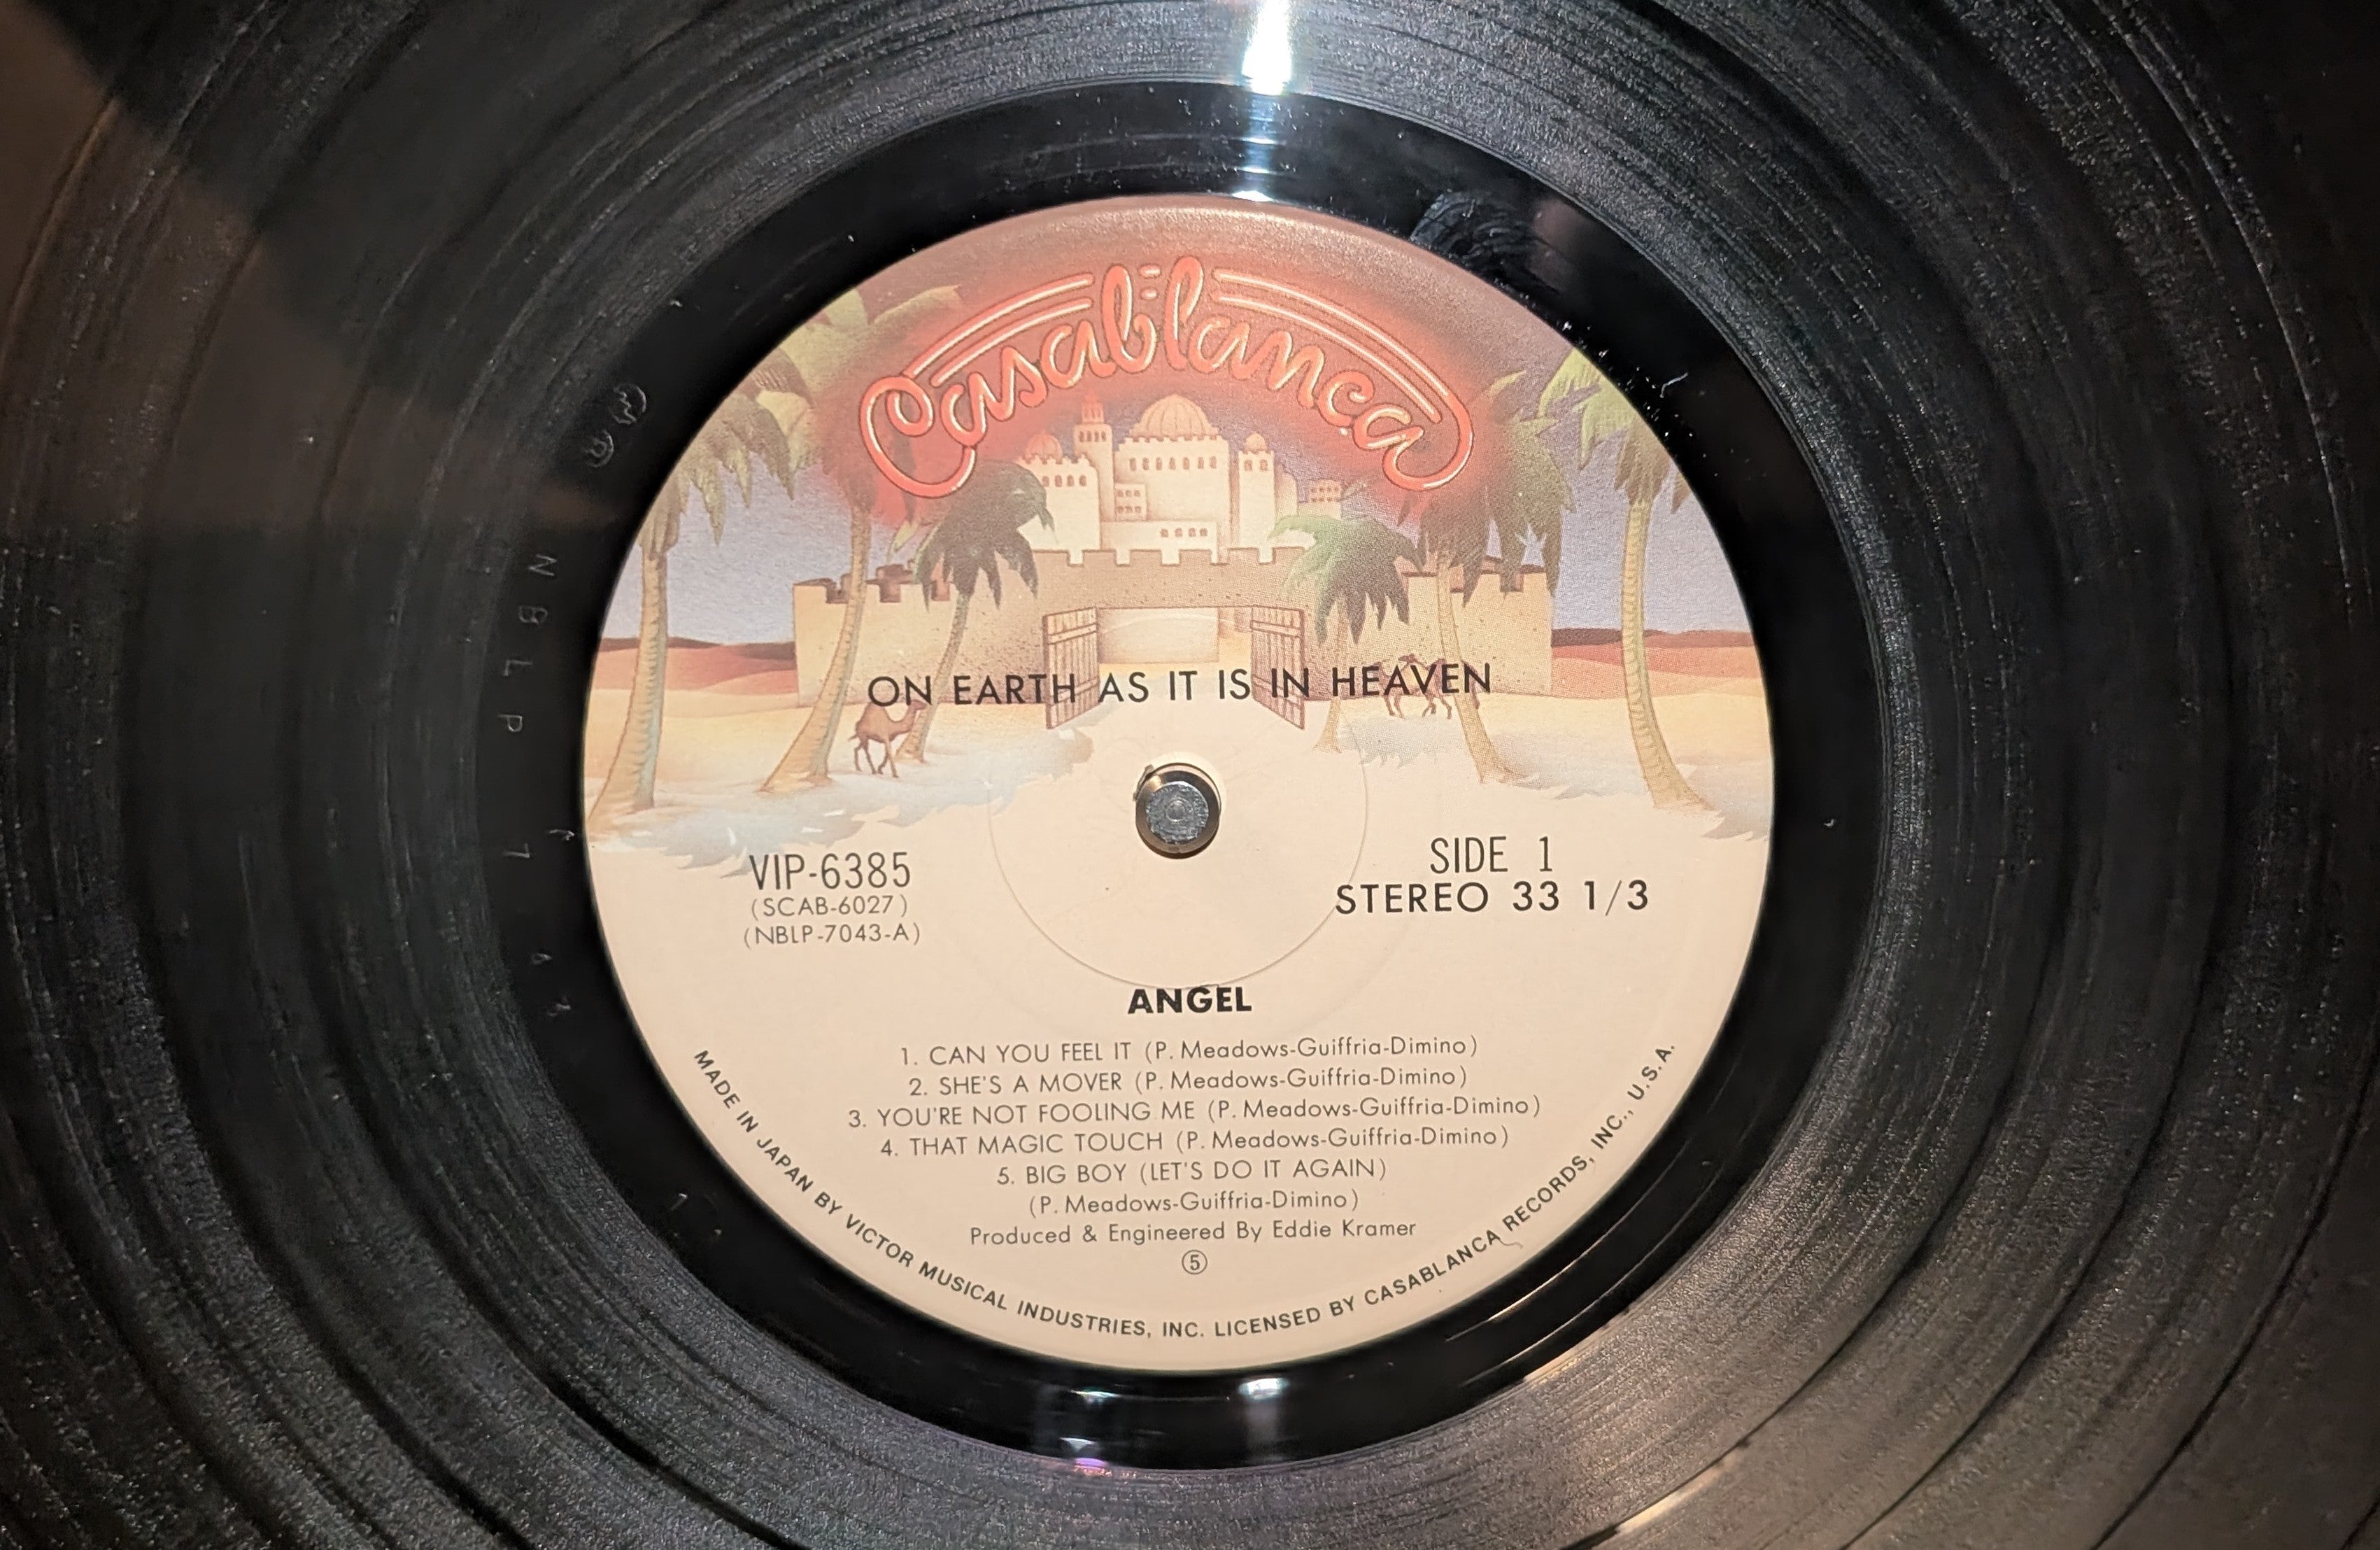 Casablanca
ON EARTH AS IT IS IN HEAVEN
VIP-6385
(SCAB-6027)
(NBLP-7043-A)
SIDE 1
STEREO 33 1/3
ANGEL
1. CAN YOU FEEL IT (P. Meadows-Guiffria-Dimino)
2. SHE'S A MOVER (P. Meadows-Guiffria-Dimino)
3. YOU'RE NOT FOOLING ME (P. Meadows-Guiffria-Dimino)
4. THAT MAGIC TOUCH (P. Meadows-Guiffria-Dimino)
5. BIG BOY (LET'S DO IT AGAIN)
(P. Meadows-Guiffria-Dimino)
Produced & Engineered By Eddie Kramer
⑤
MADE IN JAPAN BY VICTOR MUSICAL INDUSTRIES, INC. LICENSED BY CASABLANCA RECORDS, INC., U.S.A.
NBLP